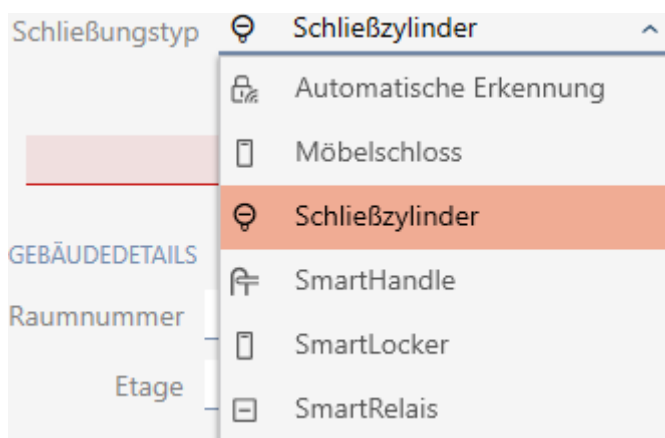 Schließungstyp Schließzylinder
Automatische Erkennung
Möbelschloss
Schließzylinder
GEBÄUDEDETAILS
SmartHandle
Raumnummer
SmartLocker
Etage
SmartRelais